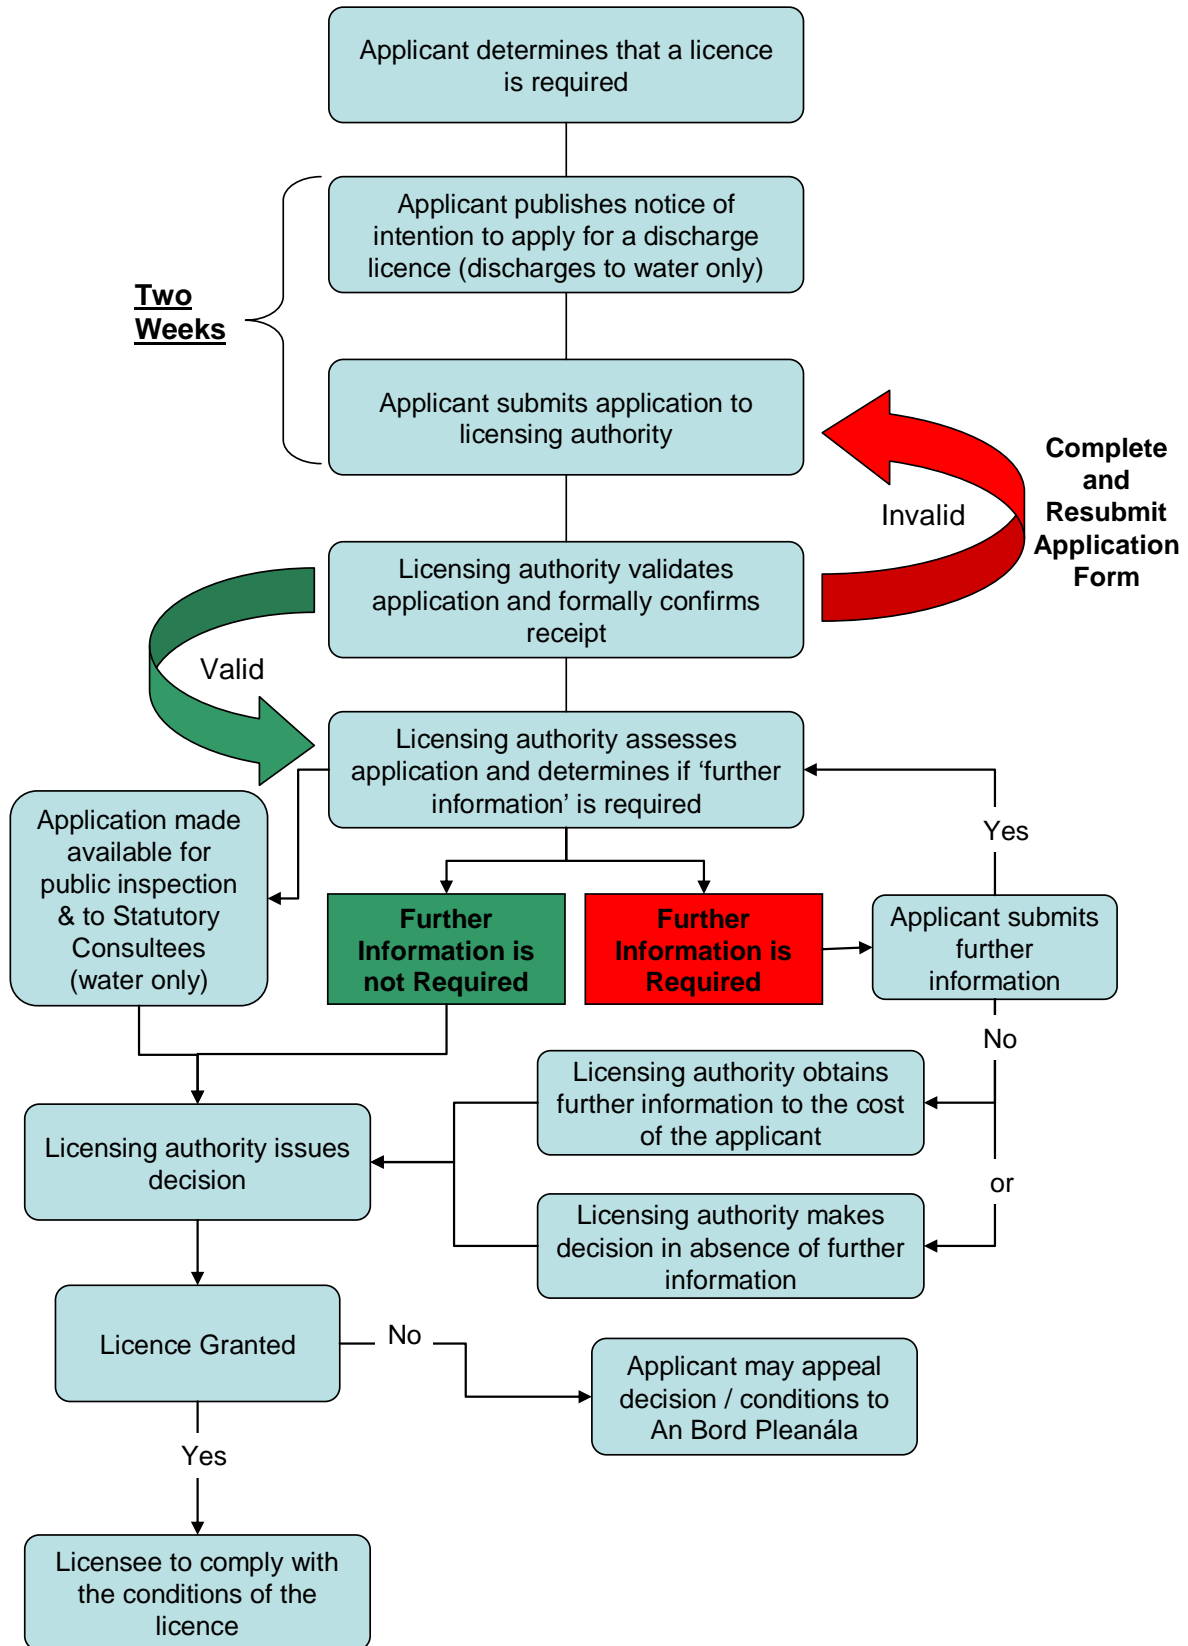 Applicant determines that a licence
is required
Applicant publishes notice of
intention to apply for a discharge
licence (discharges to water only)
Two
Weeks
Applicant submits application to
licensing authority
Complete
and
Resubmit
Application
Form
Invalid
Licensing authority validates
application and formally confirms
receipt
Valid
Licensing authority assesses
application and determines if ‘further
information’ is required
Application made
available for
public inspection
& to Statutory
Consultees
(water only)
Yes
Further
Information is
not Required
Further
Information is
Required
Applicant submits
further
information
No
Licensing authority obtains
further information to the cost
of the applicant
Licensing authority issues
decision
or
Licensing authority makes
decision in absence of further
information
Licence Granted
No
Applicant may appeal
decision / conditions to
An Bord Pleanála
Yes
Licensee to comply with
the conditions of the
licence